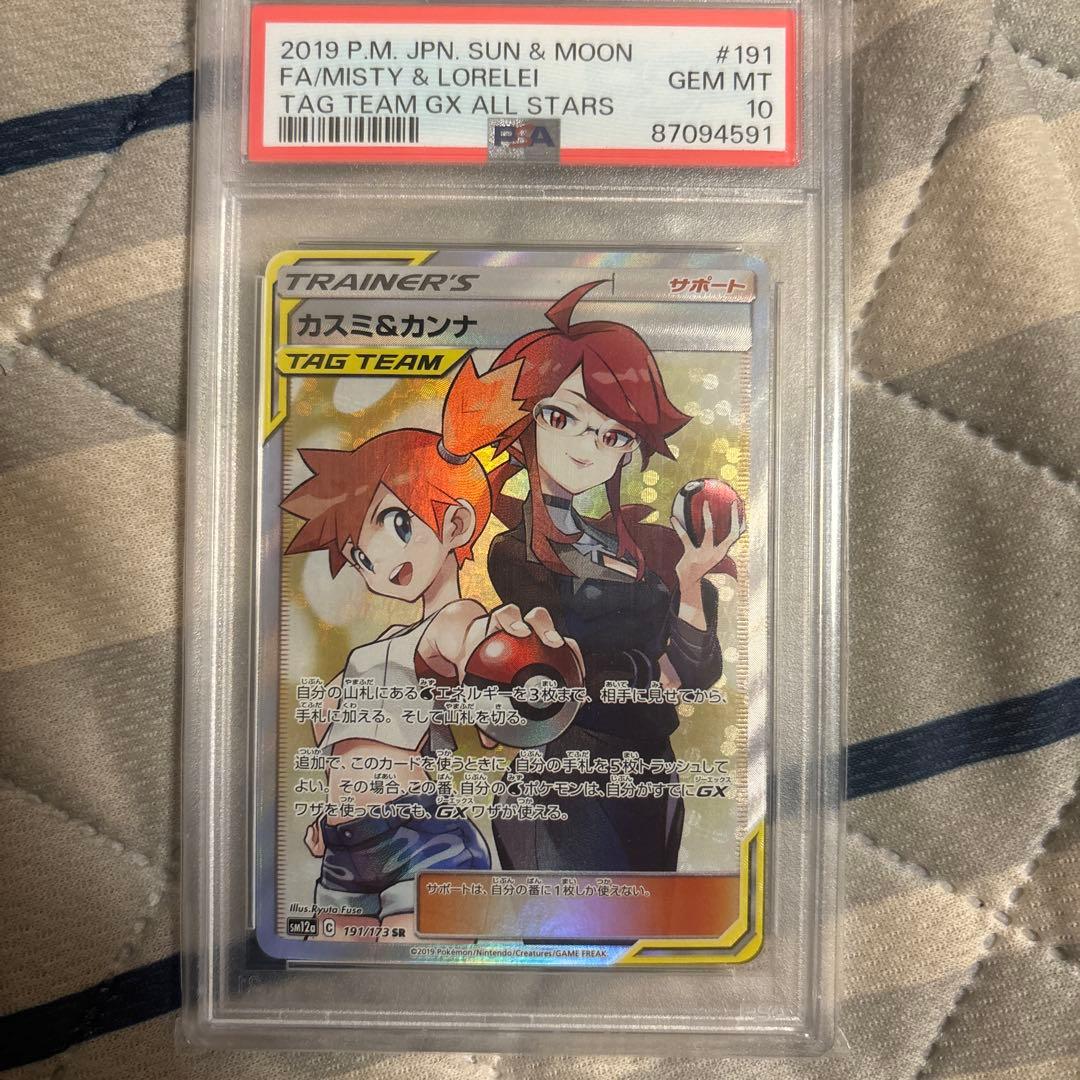 2019 P.M. JPN. SUN & MOON #191
FA/MISTY & LORELEI GEM MT
TAG TEAM GX ALL STARS 10
PSA 87094591
TRAINER'S サポート
カスミ&カンナ
TAG TEAM
自分の山札にあるエネルギーを3枚まで、相手に見せてから、
手札に加える。そして山札を切る。
追加で、このカードを使うときに、自分の手札を5枚トラッシュして
よい。その場合、この番、自分のポケモンは、自分がすでにGX
ワザを使っていても、GXワザが使える。
サポートは、自分の番に1枚しか使えない。
Illus.Ryuta Fuse
sm12a C 191/173 SR
©2019 Pokémon/Nintendo/Creatures/GAME FREAK